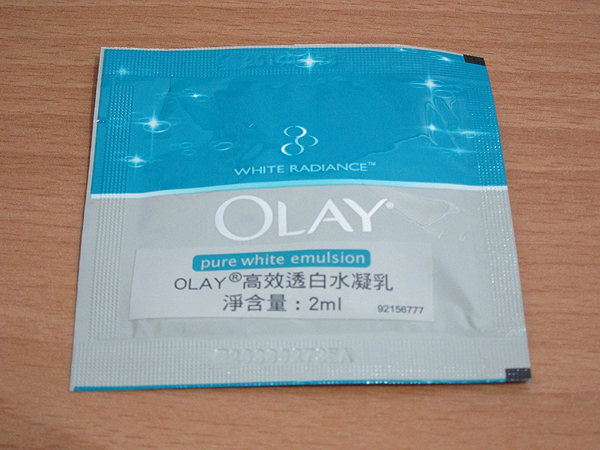 WHITE RADIANCE™
OLAY®
pure white emulsion
OLAY®高效透白水凝乳
淨含量：2ml
92156777